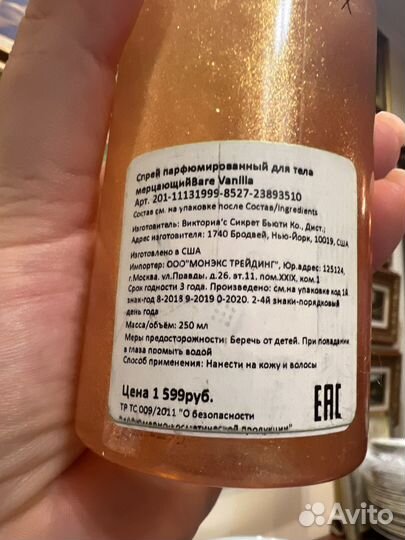 Спрей парфюмированный для тела
мерцающийBare Vanilla
Арт. 201-11131999-8527-23893510
Состав см. на упаковке после Состав/Ingredients
Изготовитель: Виктория'с Сикрет Бьюти Ко., Дист.;
Адрес изготовителя: 1740 Бродвей, Нью-Йорк, 10019, США
Изготовлено в США
Импортер: ООО"МОНЭКС ТРЕЙДИНГ", Юр.адрес: 125124,
г.Москва. ул.Правды. д.26. эт.11. пом.XXIX, ком.1
Срок годности 3 года. Произведено: см.на упаковке код 1й
знак-год 8-2018 9-2019 0-2020. 2-4й знаки-порядковый
день года
Масса/объём: 250 мл
Меры предосторожности: Беречь от детей. При попадании
в глаза промыть водой
Способ применения: Нанести на кожу и волосы
Цена 1 599руб.
EAC
ТР ТС 009/2011 "О безопасности
парфюмерно-косметической продукции"
Avito